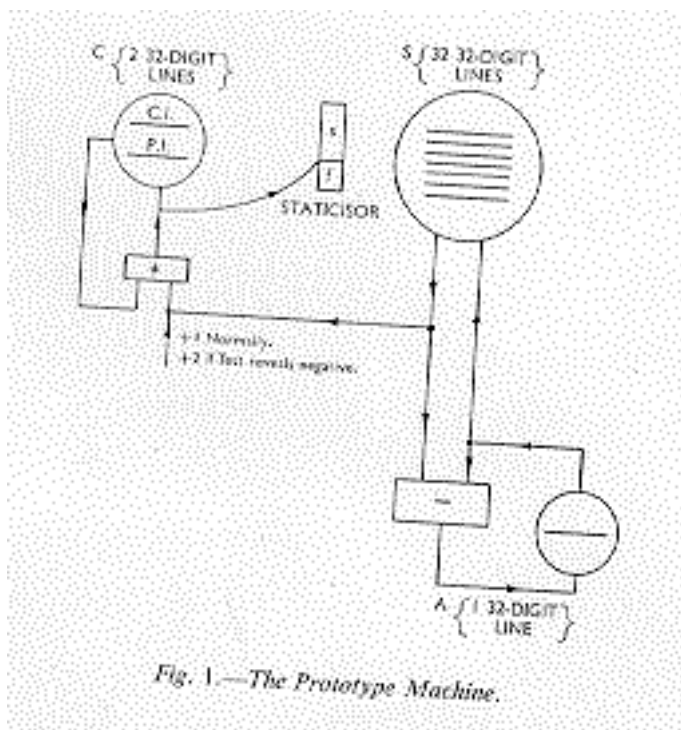 C { 2 32-DIGIT LINES }
S { 32 32-DIGIT LINES }
C.I.
P.I.
s
f
STATICISOR
+
+1 Normally.
+2 if Test reveals negative.
—
A { 1 32-DIGIT LINE }
Fig. 1.—The Prototype Machine.